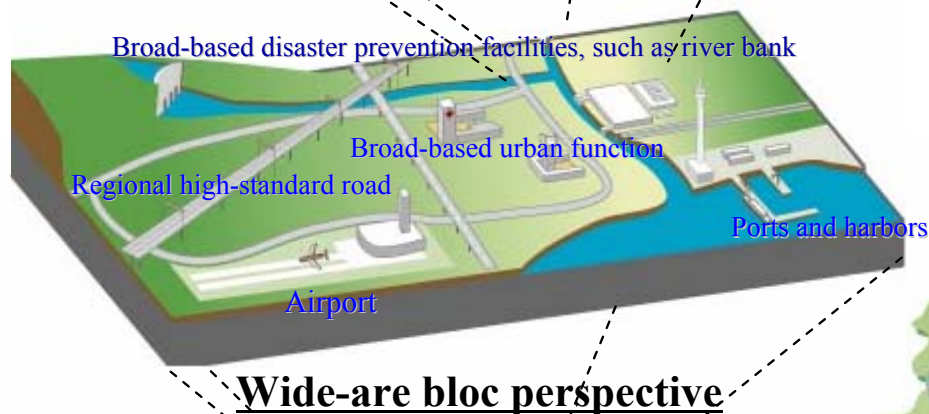 Broad-based disaster prevention facilities, such as river bank
Broad-based urban function
Regional high-standard road
Ports and harbors
Airport
Wide-are bloc perspective